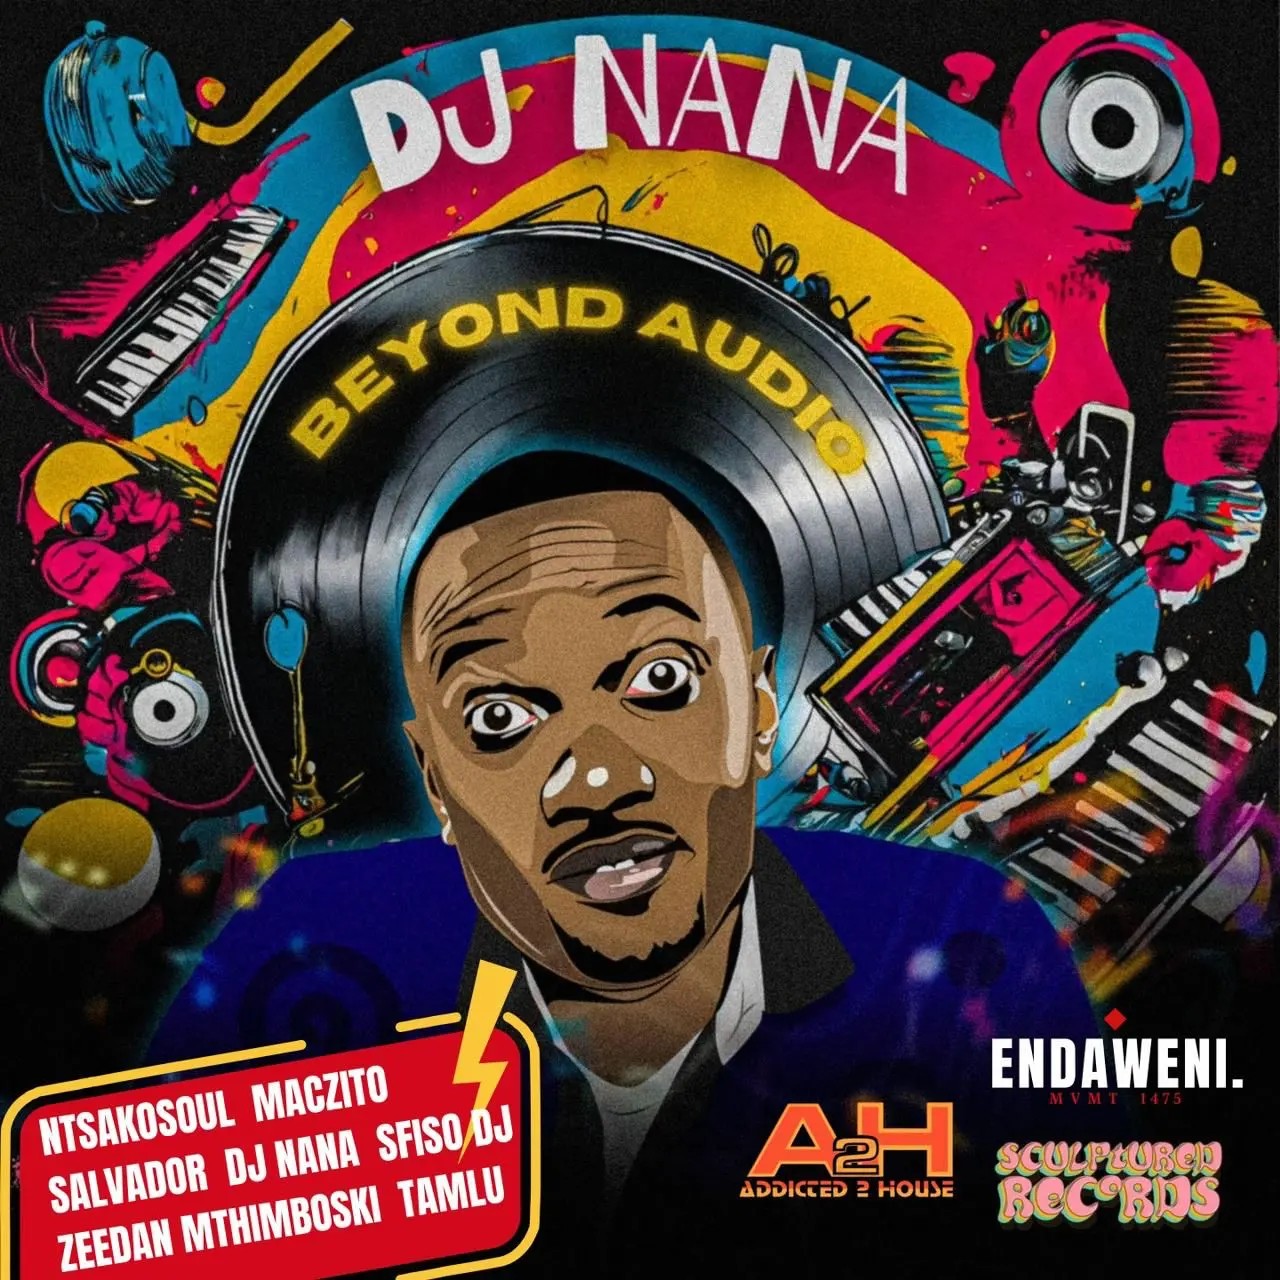 DJ NANA
BEYOND AUDIO
NTSAKOSOUL MACZITO
SALVADOR DJ NANA SFISO DJ
ZEEDAN MTHIMBOSKI TAMLU
A2H
ADDICTED 2 HOUSE
ENDAWENI.
MVMT 1475
SCULPTURED
RECORDS